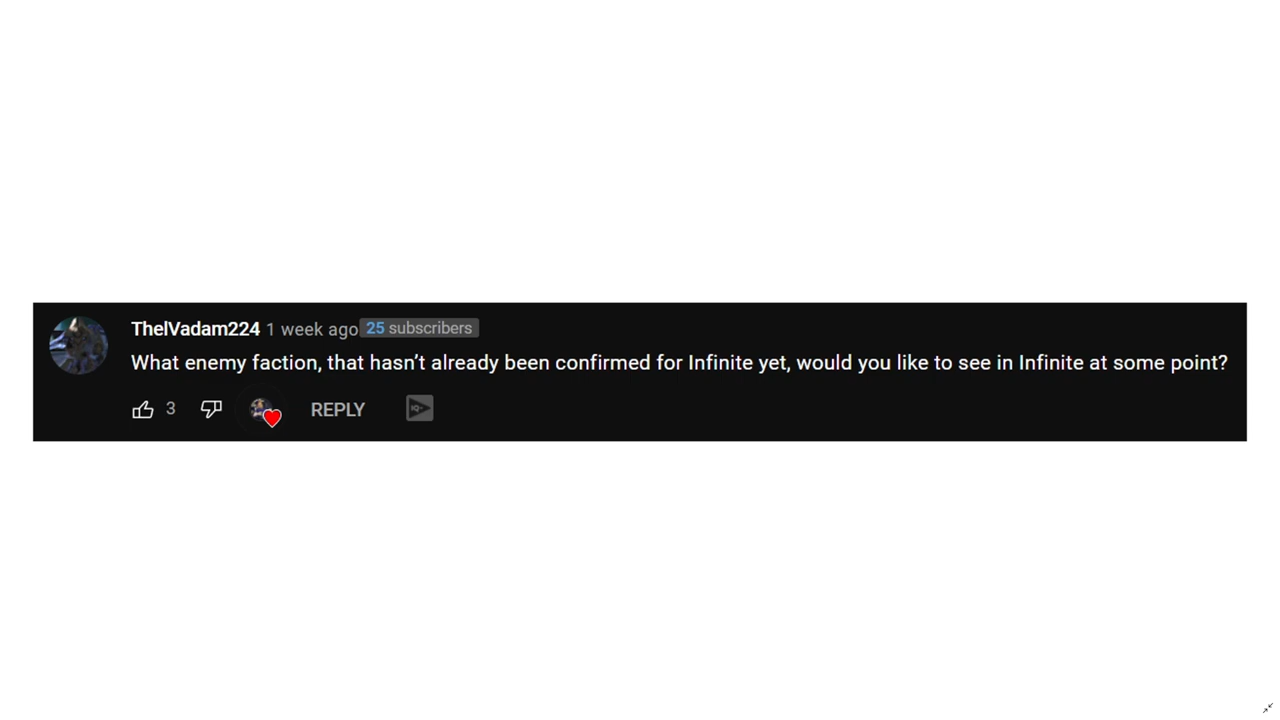 ThelVadam224 1 week ago 25 subscribers
What enemy faction, that hasn’t already been confirmed for Infinite yet, would you like to see in Infinite at some point?
3 REPLY